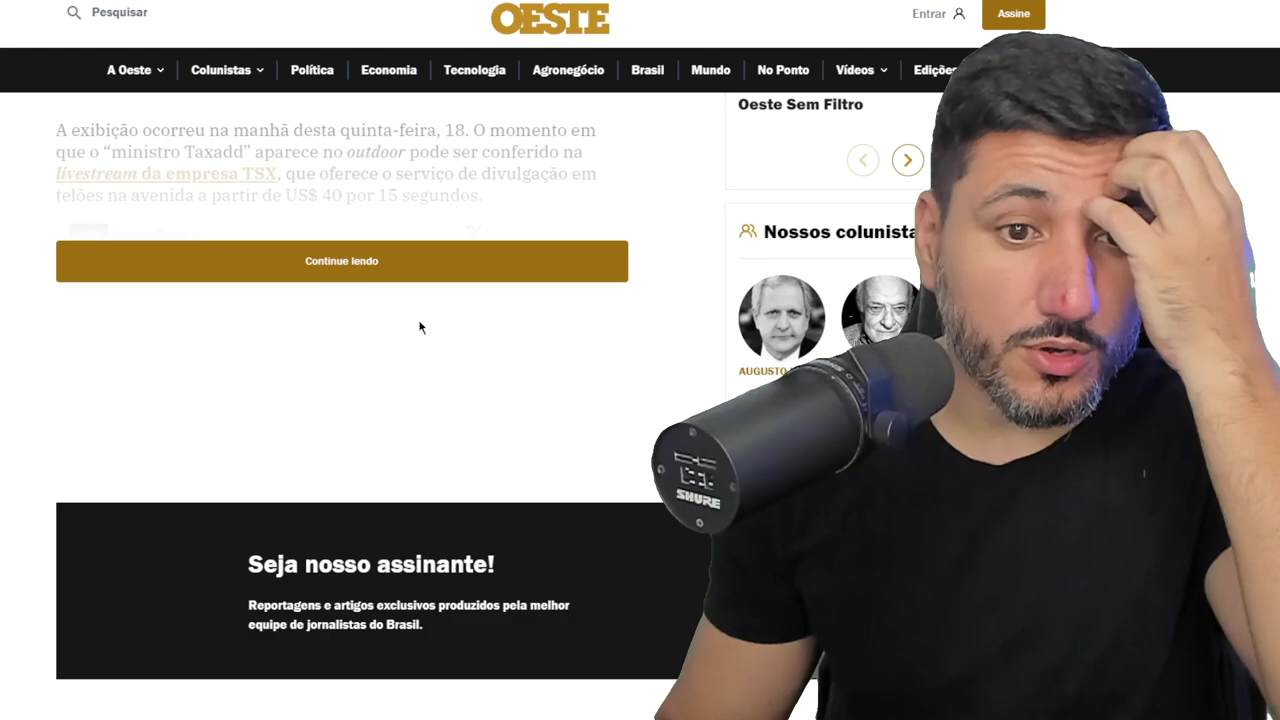 Pesquisar
OESTE
Entrar
Assine
A Oeste
Colunistas
Política
Economia
Tecnologia
Agronegócio
Brasil
Mundo
No Ponto
Vídeos
Edições
A exibição ocorreu na manhã desta quinta-feira, 18. O momento em
que o “ministro Taxadd” aparece no outdoor pode ser conferido na
livestream da empresa TSX, que oferece o serviço de divulgação em
telões na avenida a partir de US$ 40 por 15 segundos.
Continue lendo
Oeste Sem Filtro
Nossos colunista
AUGUSTO
SHURE
Seja nosso assinante!
Reportagens e artigos exclusivos produzidos pela melhor
equipe de jornalistas do Brasil.